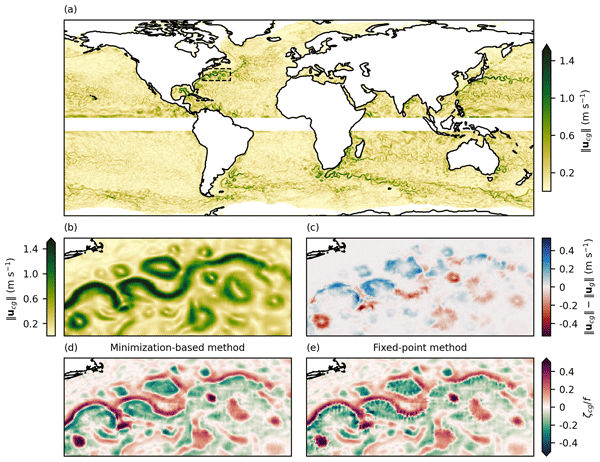 (a)
1.4
1.0
0.6
0.2
‖u_cg‖ (m s⁻¹)
(b)
(c)
1.4
1.0
0.6
0.2
‖u_cg‖ (m s⁻¹)
0.4
0.2
0.0
−0.2
−0.4
‖u_cg‖ − ‖u_g‖ (m s⁻¹)
(d)
Minimization-based method
(e)
Fixed-point method
0.4
0.2
0.0
−0.2
−0.4
ζ_cg/f